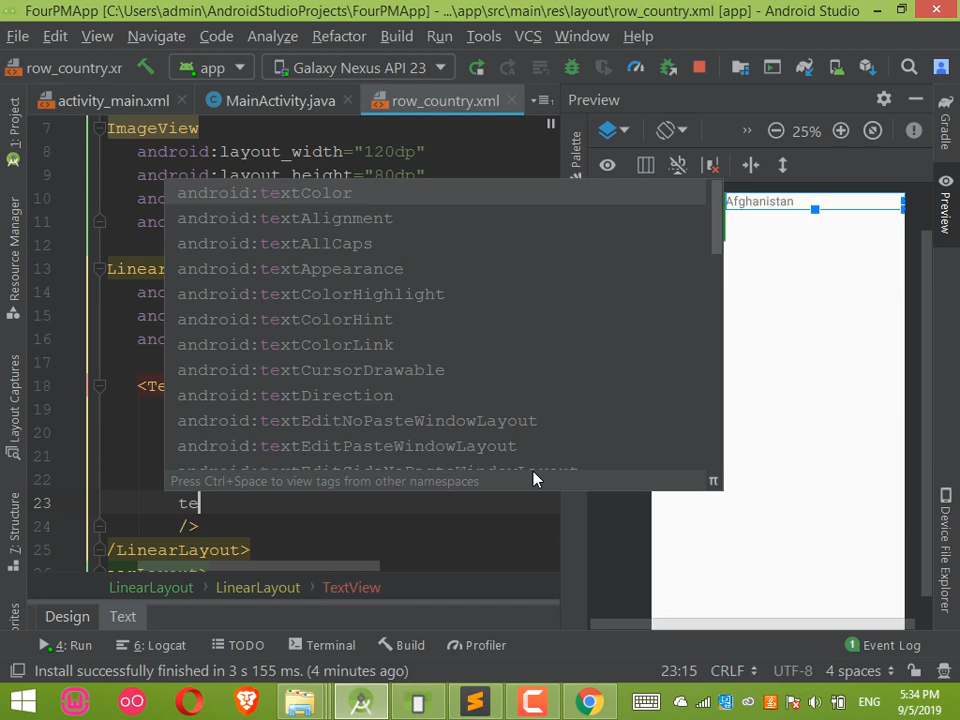 FourPMApp [C:\Users\admin\AndroidStudioProjects\FourPMApp] - ...\app\src\main\res\layout\row_country.xml [app] - Android Studio
File Edit View Navigate Code Analyze Refactor Build Run Tools VCS Window Help
row_country.xr app Galaxy Nexus API 23
activity_main.xml MainActivity.java row_country.xml Preview
1: Project
Resource Manager
Layout Captures
7: Structure
Palette
25%
Gradle
Preview
Device File Explorer
7 ImageView
8 android:layout_width="120dp"
9 android:layout_height="80dp"
10
11
12
13 Linear
14
15
16
17
18 <Te
19
20
21
22
23 te
24 />
25 /LinearLayout>
android:textColor
android:textAlignment
android:textAllCaps
android:textAppearance
android:textColorHighlight
android:textColorHint
android:textColorLink
android:textCursorDrawable
android:textDirection
android:textEditNoPasteWindowLayout
android:textEditPasteWindowLayout
android:textEditSideNoPasteWindowLayout
Press Ctrl+Space to view tags from other namespaces π
Afghanistan
LinearLayout › LinearLayout › TextView
Design Text
4: Run 6: Logcat TODO Terminal Build Profiler 1 Event Log
Install successfully finished in 3 s 155 ms. (4 minutes ago) 23:15 CRLF UTF-8 4 spaces
ENG
5:34 PM
9/5/2019